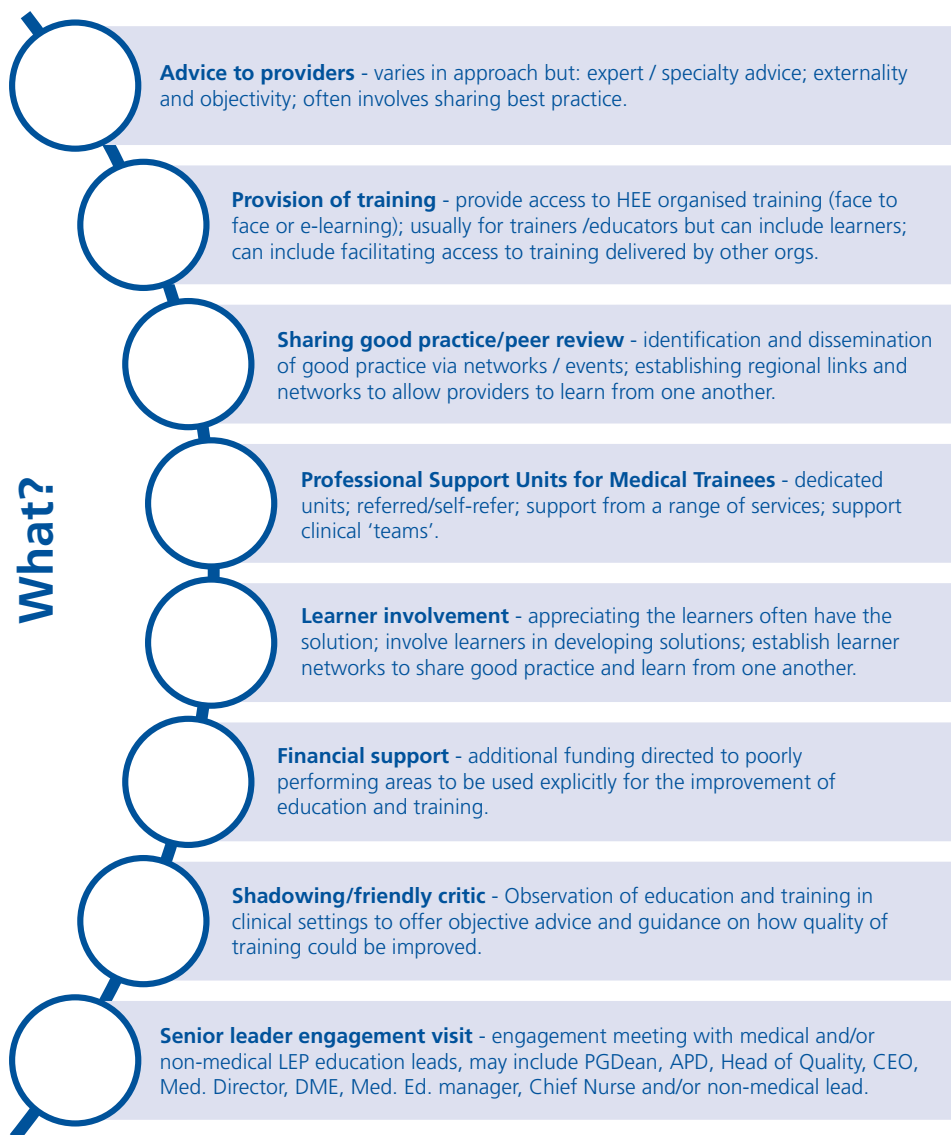 What?
Advice to providers - varies in approach but: expert / specialty advice; externality
and objectivity; often involves sharing best practice.
Provision of training - provide access to HEE organised training (face to
face or e-learning); usually for trainers /educators but can include learners;
can include facilitating access to training delivered by other orgs.
Sharing good practice/peer review - identification and dissemination
of good practice via networks / events; establishing regional links and
networks to allow providers to learn from one another.
Professional Support Units for Medical Trainees - dedicated
units; referred/self-refer; support from a range of services; support
clinical ‘teams’.
Learner involvement - appreciating the learners often have the
solution; involve learners in developing solutions; establish learner
networks to share good practice and learn from one another.
Financial support - additional funding directed to poorly
performing areas to be used explicitly for the improvement of
education and training.
Shadowing/friendly critic - Observation of education and training in
clinical settings to offer objective advice and guidance on how quality of
training could be improved.
Senior leader engagement visit - engagement meeting with medical and/or
non-medical LEP education leads, may include PGDean, APD, Head of Quality, CEO,
Med. Director, DME, Med. Ed. manager, Chief Nurse and/or non-medical lead.